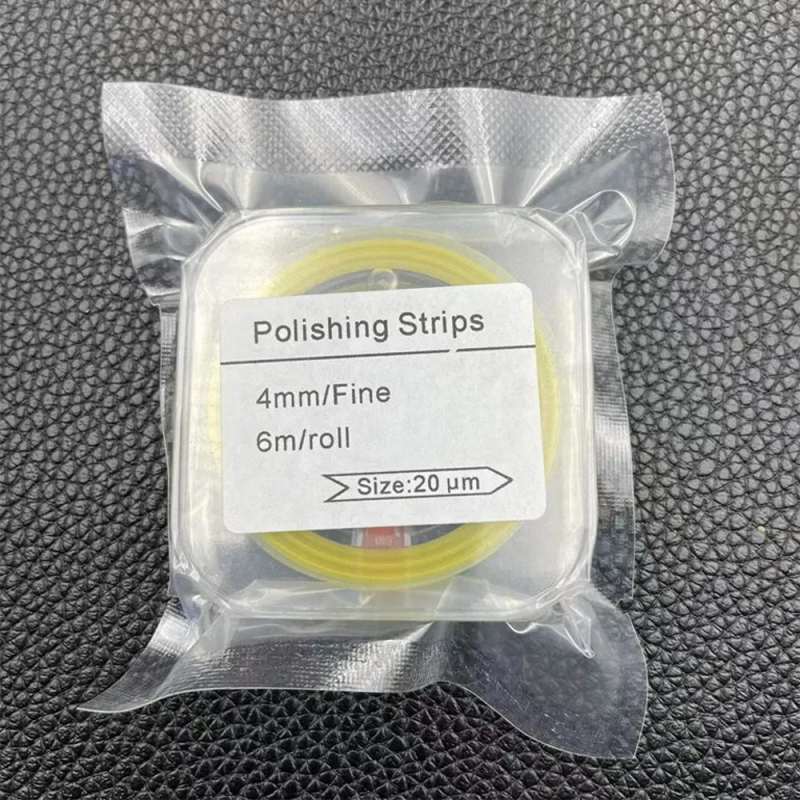 Polishing Strips
4mm/Fine
6m/roll
Size:20 μm